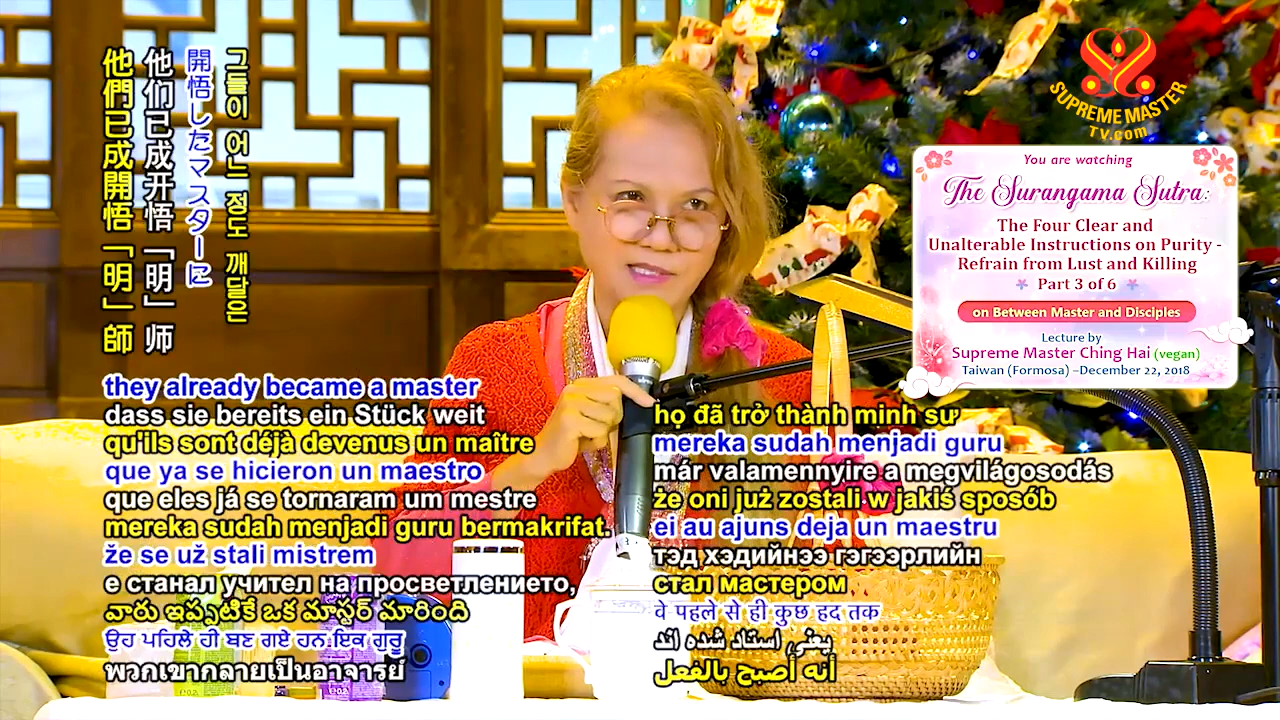 그들이 어느 정도 깨달은
開悟したマスターに
他们已成开悟「明」师
他們已成開悟「明」師
they already became a master
dass sie bereits ein Stück weit
qu'ils sont déjà devenus un maître
que ya se hicieron un maestro
que eles já se tornaram um mestre
mereka sudah menjadi guru bermakrifat.
že se už stali mistrem
е станал учител на просветлението,
వారు ఇప్పటికే ఒక మాస్టర్ మారింది
ਉਹ ਪਹਿਲੇ ਹੀ ਬਣ ਗਏ ਹਨ ਇਕ ਗੁਰੂ
พวกเขากลายเป็นอาจารย์
họ đã trở thành minh sư
mereka sudah menjadi guru
már valamennyire a megvilágosodás
że oni już zostali w jakiś sposób
ei au ajuns deja un maestru
тэд хэдийнээ гэгээрлийн
стал мастером
वे पहले से ही कुछ हद तक
یعنی استاد شده اند
أنه أصبح بالفعل
SUPREME MASTER
TV.com
You are watching
The Surangama Sutra:
The Four Clear and
Unalterable Instructions on Purity -
Refrain from Lust and Killing
Part 3 of 6
on Between Master and Disciples
Lecture by
Supreme Master Ching Hai (vegan)
Taiwan (Formosa) –December 22, 2018